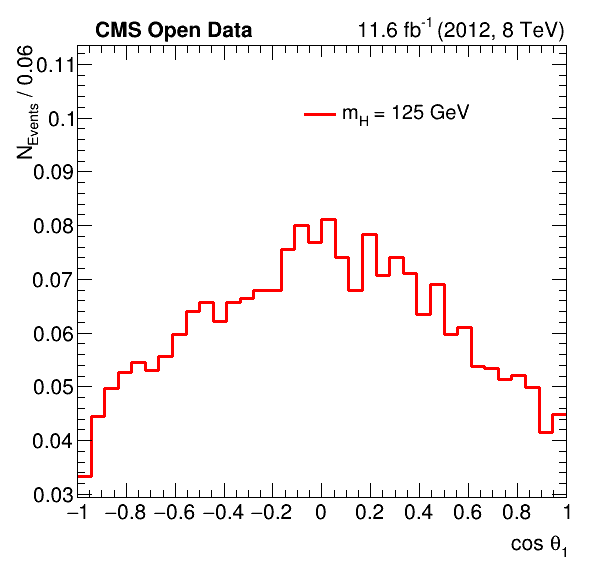 CMS Open Data 11.6 fb-1 (2012, 8 TeV)
NEvents / 0.06
0.11
0.1
0.09
0.08
0.07
0.06
0.05
0.04
0.03
mH = 125 GeV
−1 −0.8 −0.6 −0.4 −0.2 0 0.2 0.4 0.6 0.8 1
cos θ1